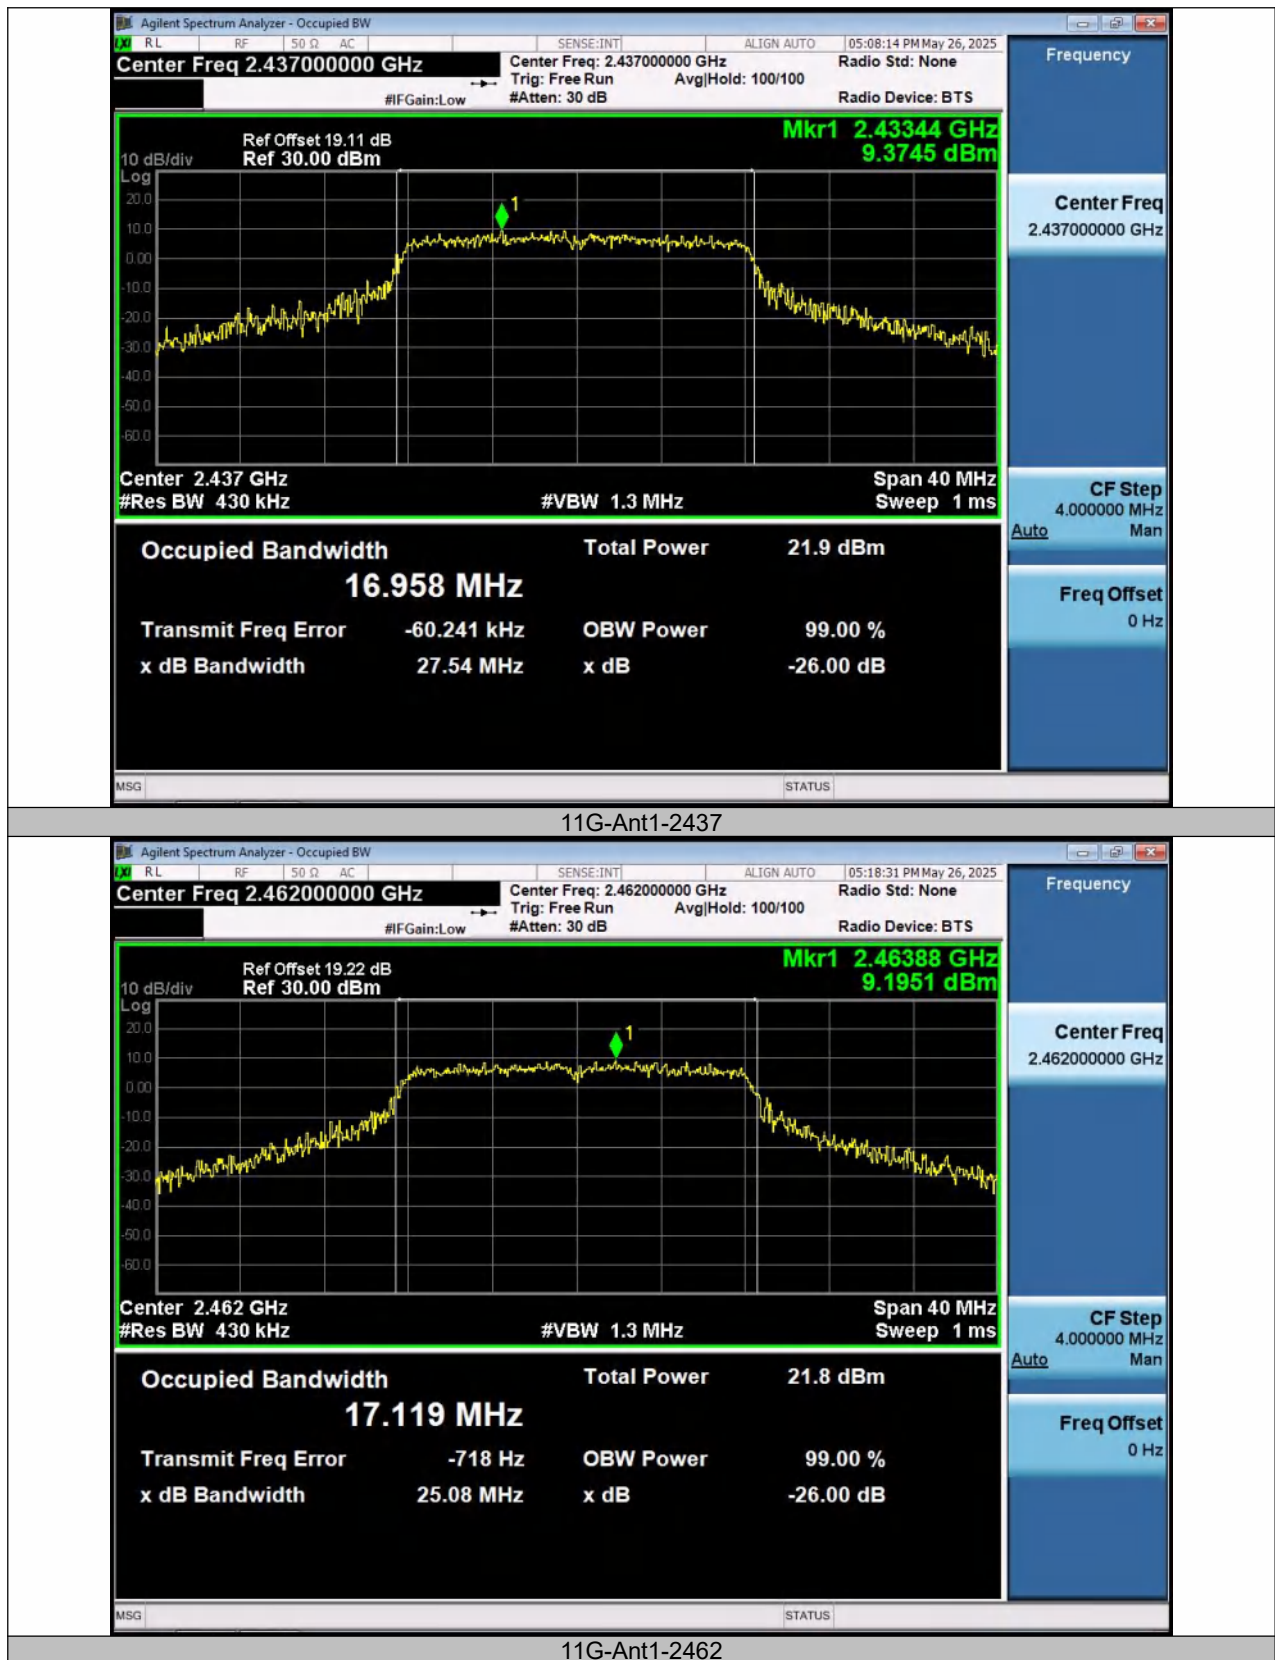 Agilent Spectrum Analyzer - Occupied BW
LXI RL RF 50 Ω AC SENSE:INT ALIGN AUTO 05:08:14 PM May 26, 2025
Center Freq 2.437000000 GHz
Center Freq: 2.437000000 GHz Radio Std: None
Trig: Free Run Avg|Hold: 100/100
#IFGain:Low #Atten: 30 dB Radio Device: BTS
Frequency
Mkr1 2.43344 GHz
9.3745 dBm
Ref Offset 19.11 dB
10 dB/div Ref 30.00 dBm
Log
20.0
1
10.0
0.00
-10.0
-20.0
-30.0
-40.0
-50.0
-60.0
Center 2.437 GHz Span 40 MHz
#Res BW 430 kHz #VBW 1.3 MHz Sweep 1 ms
Center Freq
2.437000000 GHz
CF Step
4.000000 MHz
Auto Man
Freq Offset
0 Hz
Occupied Bandwidth Total Power 21.9 dBm
16.958 MHz
Transmit Freq Error -60.241 kHz OBW Power 99.00 %
x dB Bandwidth 27.54 MHz x dB -26.00 dB
MSG STATUS
11G-Ant1-2437
Agilent Spectrum Analyzer - Occupied BW
LXI RL RF 50 Ω AC SENSE:INT ALIGN AUTO 05:18:31 PM May 26, 2025
Center Freq 2.462000000 GHz
Center Freq: 2.462000000 GHz Radio Std: None
Trig: Free Run Avg|Hold: 100/100
#IFGain:Low #Atten: 30 dB Radio Device: BTS
Frequency
Mkr1 2.46388 GHz
9.1951 dBm
Ref Offset 19.22 dB
10 dB/div Ref 30.00 dBm
Log
20.0
1
10.0
0.00
-10.0
-20.0
-30.0
-40.0
-50.0
-60.0
Center 2.462 GHz Span 40 MHz
#Res BW 430 kHz #VBW 1.3 MHz Sweep 1 ms
Center Freq
2.462000000 GHz
CF Step
4.000000 MHz
Auto Man
Freq Offset
0 Hz
Occupied Bandwidth Total Power 21.8 dBm
17.119 MHz
Transmit Freq Error -718 Hz OBW Power 99.00 %
x dB Bandwidth 25.08 MHz x dB -26.00 dB
MSG STATUS
11G-Ant1-2462